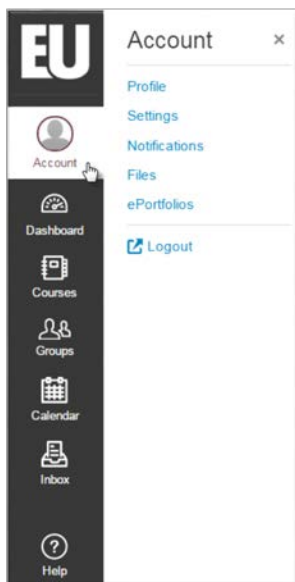 EU
Account
Dashboard
Courses
Groups
Calendar
Inbox
Help
Account ×
Profile
Settings
Notifications
Files
ePortfolios
Logout